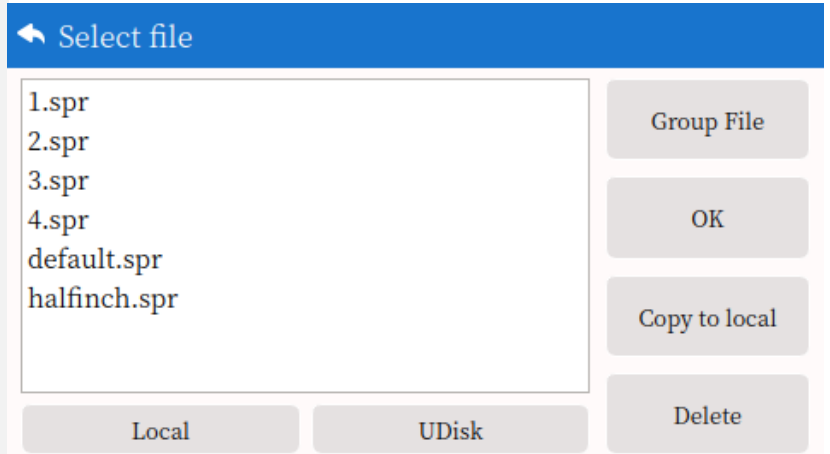 Select file
1.spr
2.spr
3.spr
4.spr
default.spr
halfinch.spr
Group File
OK
Copy to local
Delete
Local
UDisk